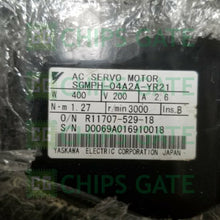 AC SERVO MOTOR
SGMPH-04A2A-YR21
W 400 V 200 A 2.6
N-m 1.27 r/min 3000 Ins.B
O/N R11707-529-18
S/N D0069A016910018
YASKAWA ELECTRIC CORPORATION JAPAN
CHIPS GATE